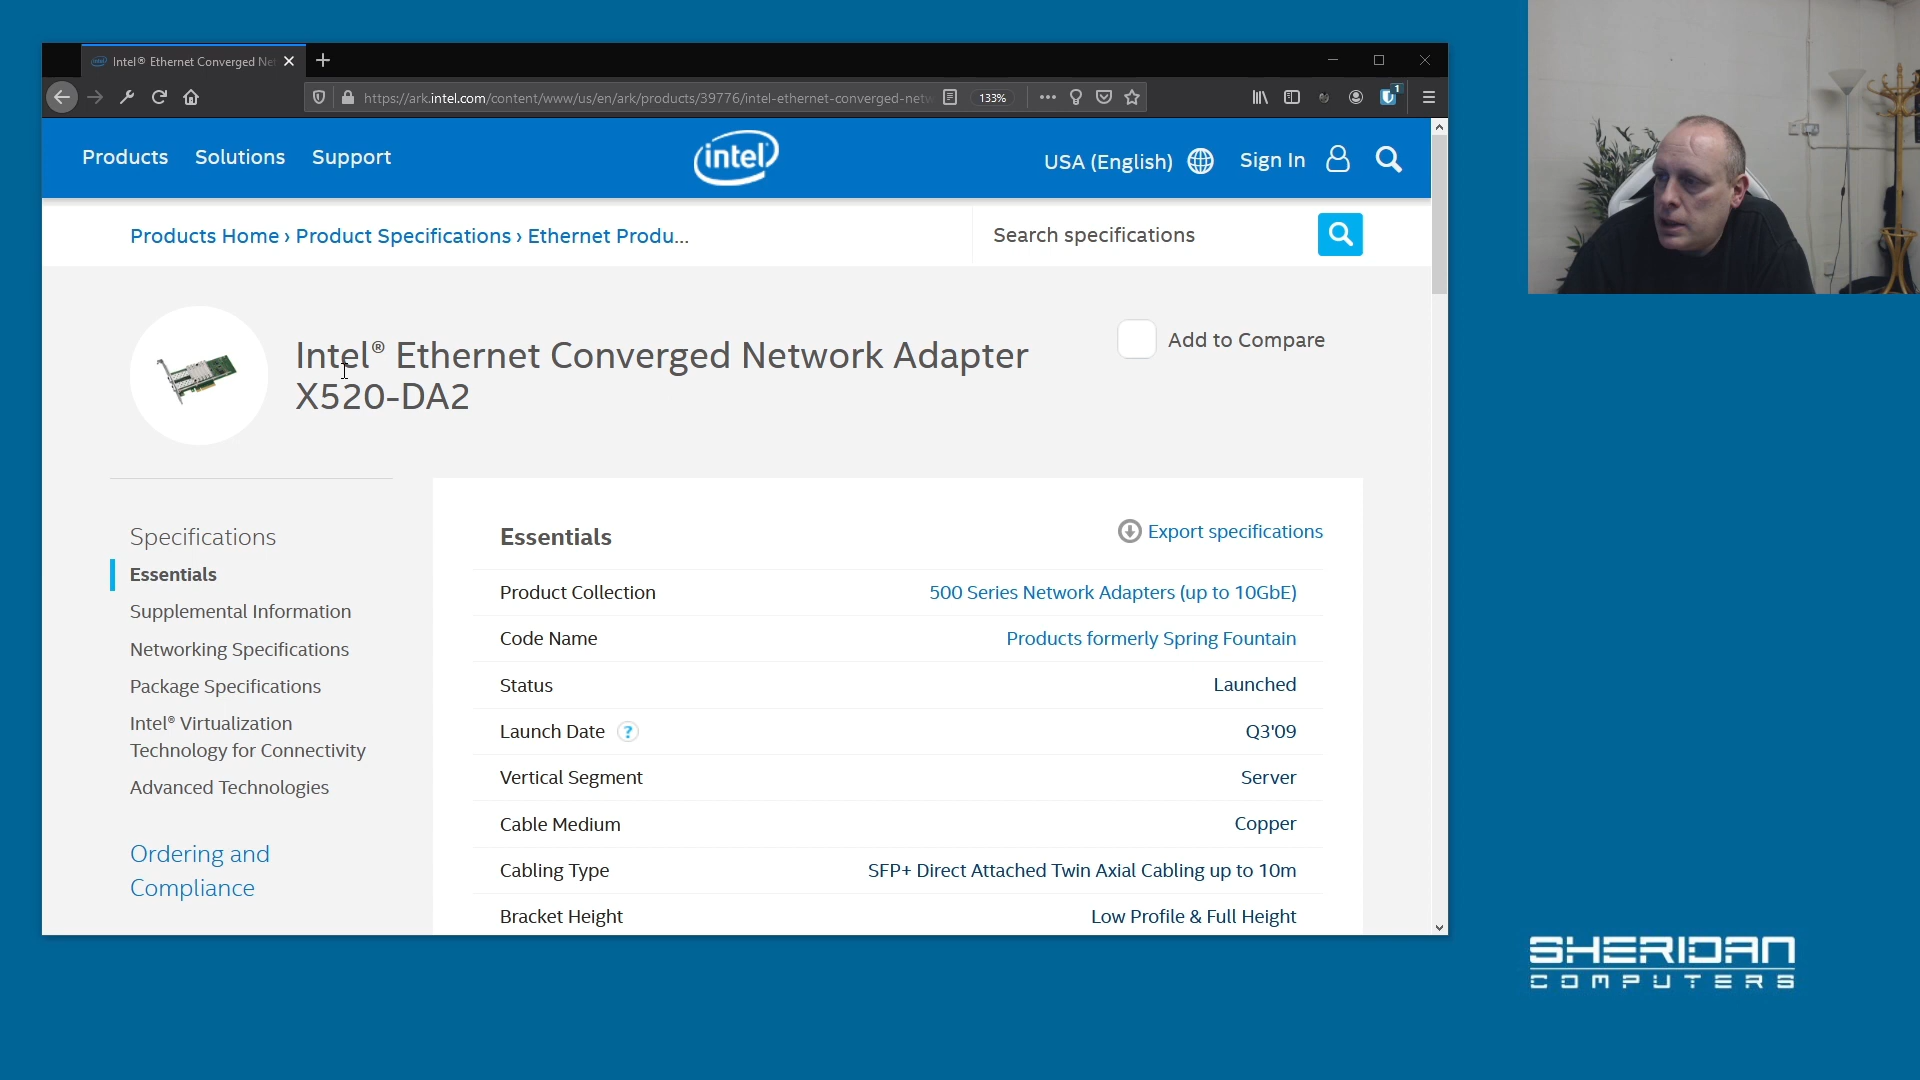 Intel® Ethernet Converged Net
https://ark.intel.com/content/www/us/en/ark/products/39776/intel-ethernet-converged-netw
133%
1
Products Solutions Support
intel
USA (English) Sign In
Products Home › Product Specifications › Ethernet Produ...
Search specifications
Intel® Ethernet Converged Network Adapter
X520-DA2
Add to Compare
Specifications
Essentials
Supplemental Information
Networking Specifications
Package Specifications
Intel® Virtualization
Technology for Connectivity
Advanced Technologies
Ordering and
Compliance
Essentials
Export specifications
Product Collection 500 Series Network Adapters (up to 10GbE)
Code Name Products formerly Spring Fountain
Status Launched
Launch Date ? Q3'09
Vertical Segment Server
Cable Medium Copper
Cabling Type SFP+ Direct Attached Twin Axial Cabling up to 10m
Bracket Height Low Profile & Full Height
SHERIDAN
COMPUTERS